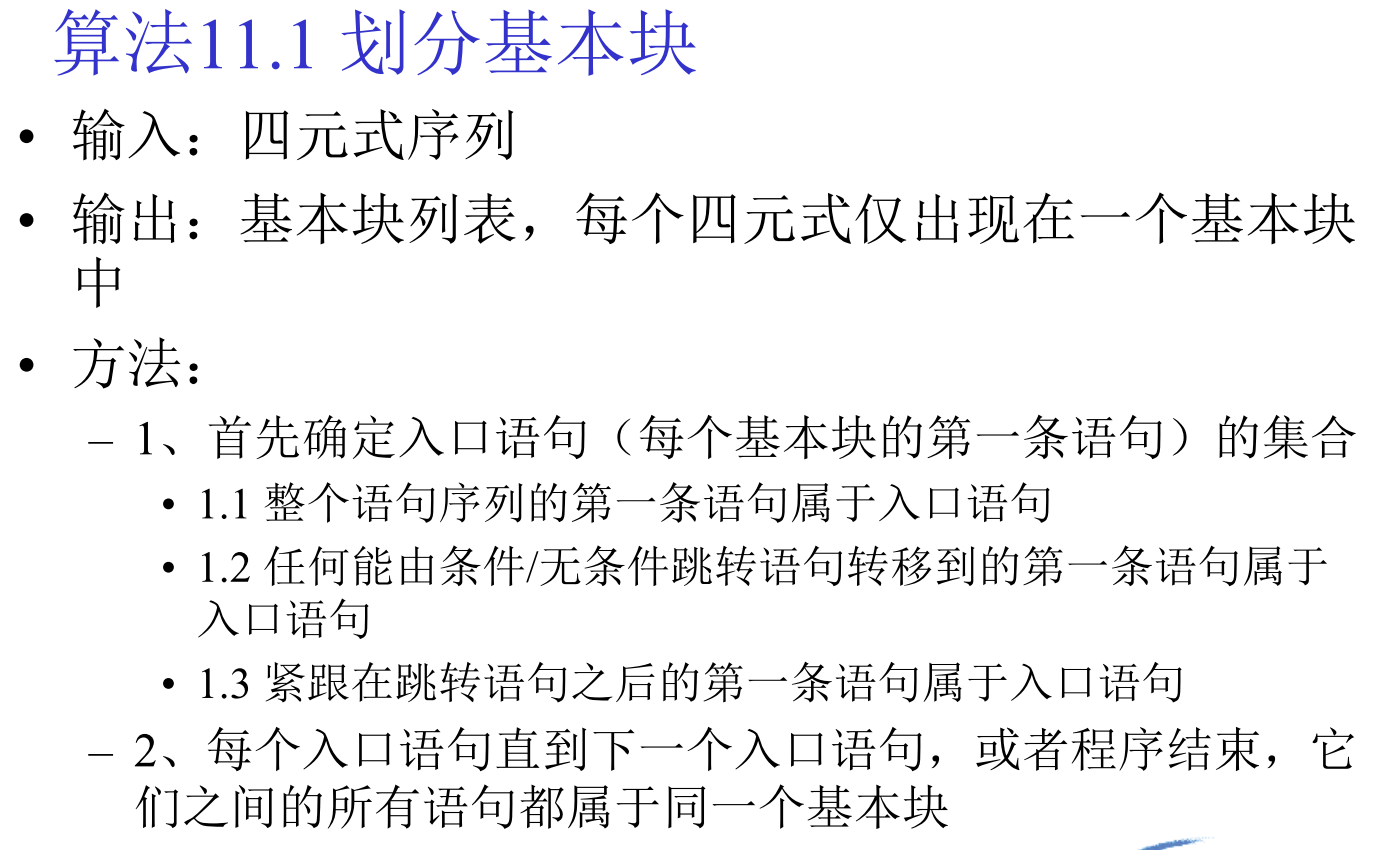 算法11.1 划分基本块
• 输入：四元式序列
• 输出：基本块列表，每个四元式仅出现在一个基本块
中
• 方法：
– 1、首先确定入口语句（每个基本块的第一条语句）的集合
• 1.1 整个语句序列的第一条语句属于入口语句
• 1.2 任何能由条件/无条件跳转语句转移到的第一条语句属于
入口语句
• 1.3 紧跟在跳转语句之后的第一条语句属于入口语句
– 2、每个入口语句直到下一个入口语句，或者程序结束，它
们之间的所有语句都属于同一个基本块